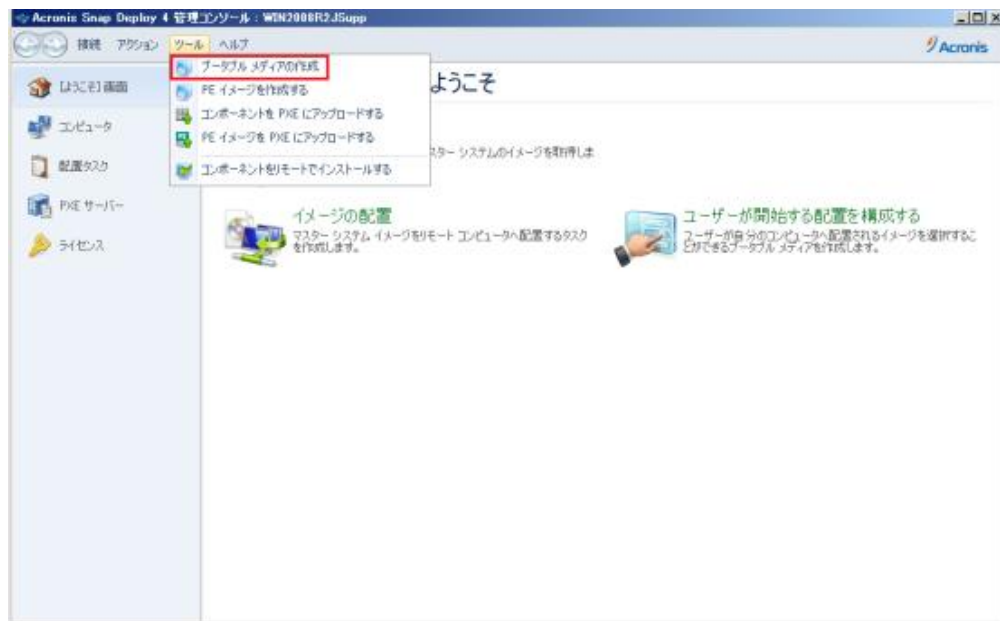 Acronis Snap Deploy 4 管理コンソール : WIN2008R2JSupp
接続 アクション ツール ヘルプ
Acronis
ブータブル メディアの作成
PE イメージを作成する
コンポーネントを PXE にアップロードする
PE イメージを PXE にアップロードする
コンポーネントをリモートでインストールする
[ようこそ] 画面
コンピュータ
配置タスク
PXE サーバー
ライセンス
ようこそ
スター システムのイメージを取得しま
イメージの配置
マスター システム イメージをリモート コンピュータへ配置するタスク
を作成します。
ユーザーが開始する配置を構成する
ユーザーが自分のコンピュータへ配置されるイメージを選択するこ
とができるブータブル メディアを作成します。